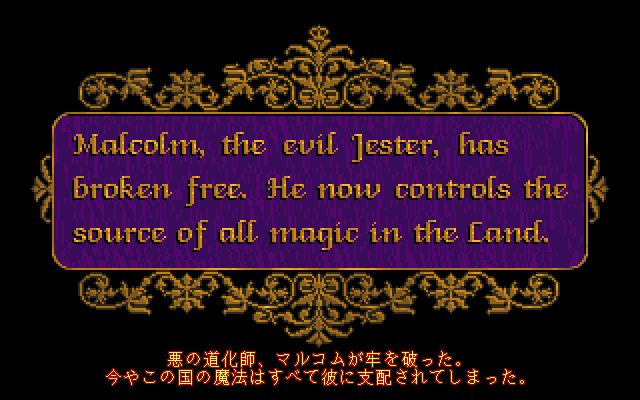 Malcolm, the evil Jester, has
broken free. He now controls the
source of all magic in the Land.
悪の道化師、マルコムが牢を破った。
今やこの国の魔法はすべて彼に支配されてしまった。